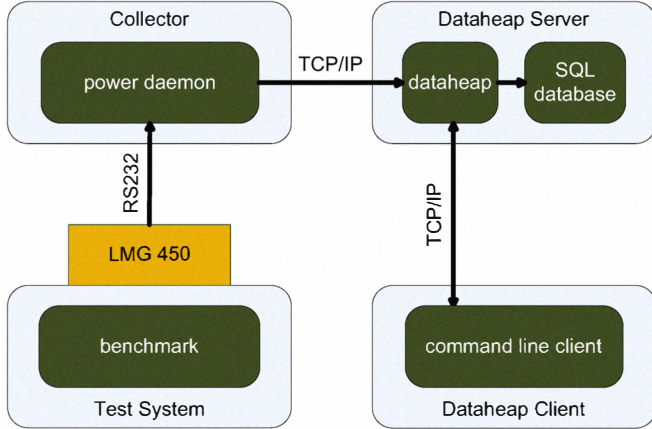 Collector
Dataheap Server
power daemon
TCP/IP
dataheap
SQL
database
RS232
TCP/IP
LMG 450
benchmark
command line client
Test System
Dataheap Client